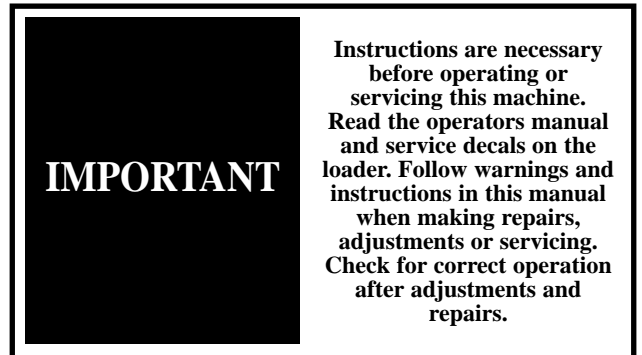 IMPORTANT
Instructions are necessary
before operating or
servicing this machine.
Read the operators manual
and service decals on the
loader. Follow warnings and
instructions in this manual
when making repairs,
adjustments or servicing.
Check for correct operation
after adjustments and
repairs.